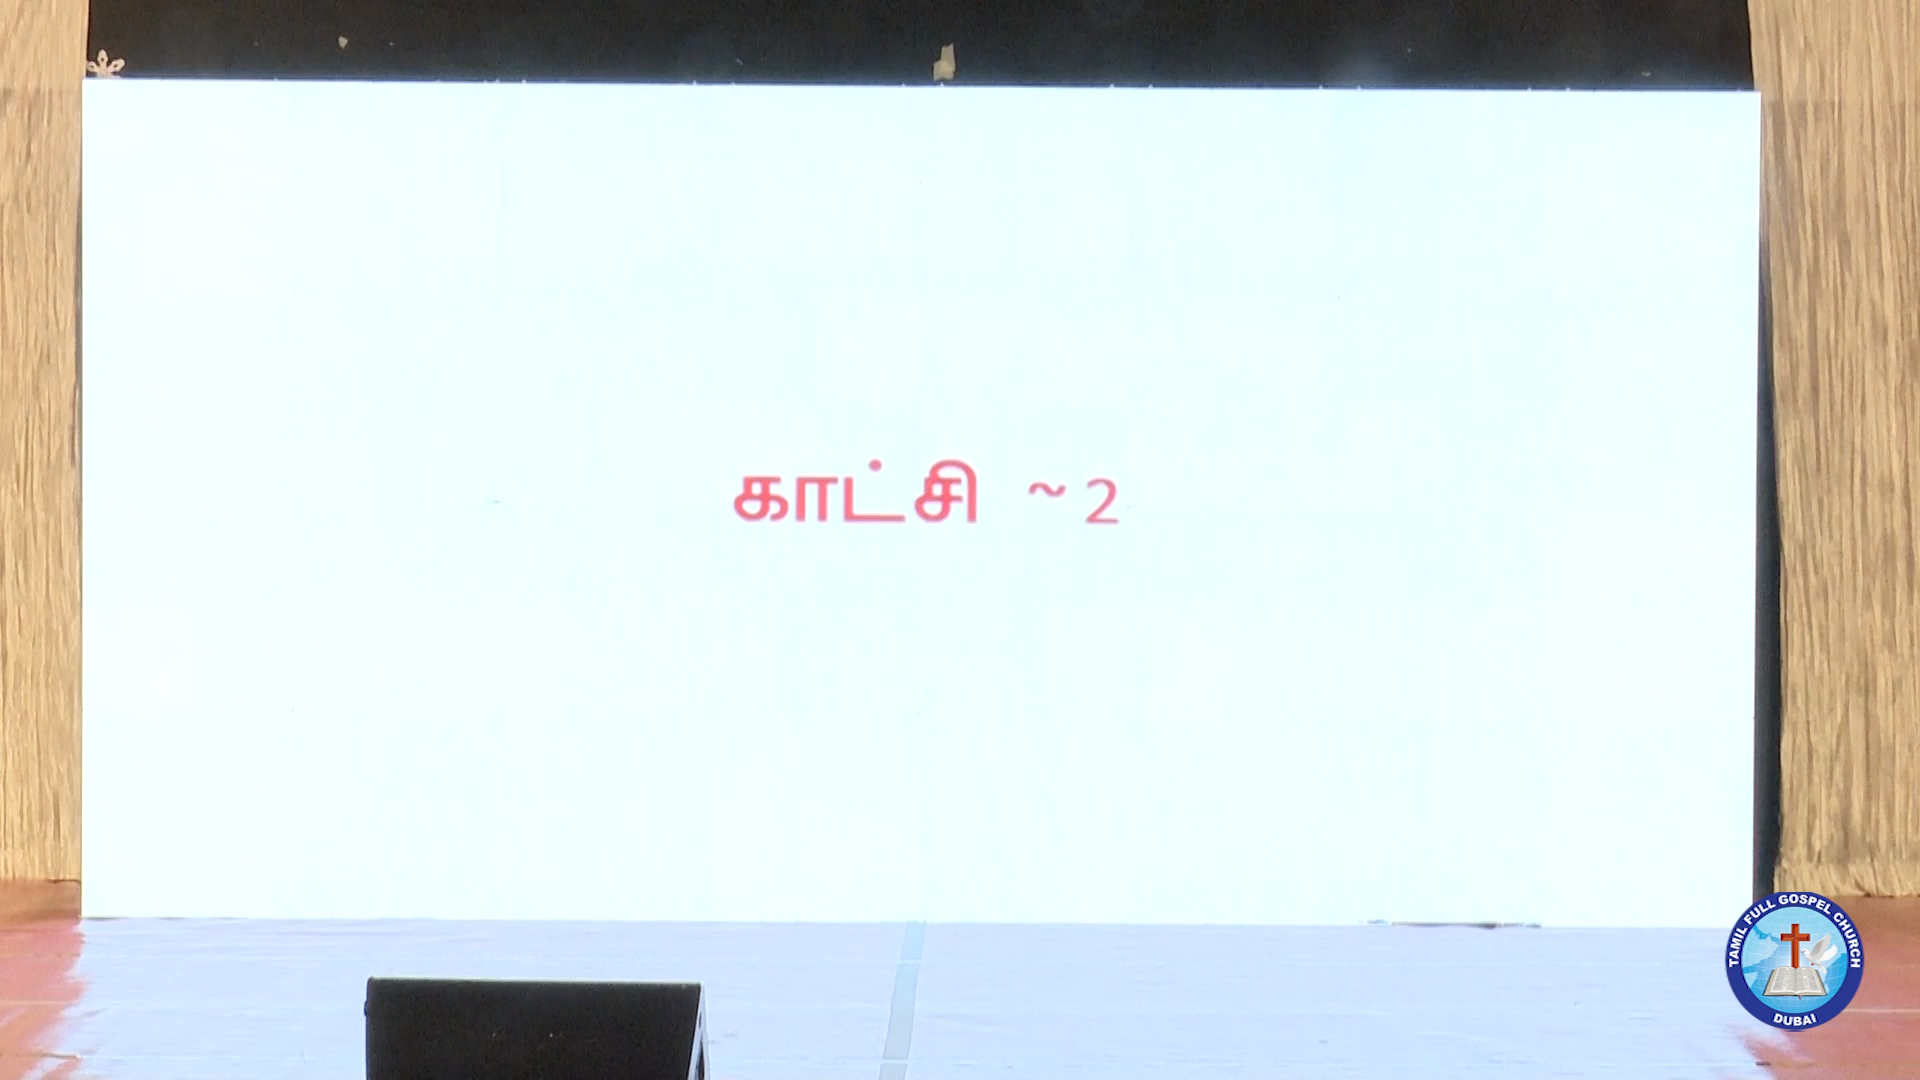 காட்சி ~ 2
TAMIL FULL GOSPEL CHURCH
DUBAI